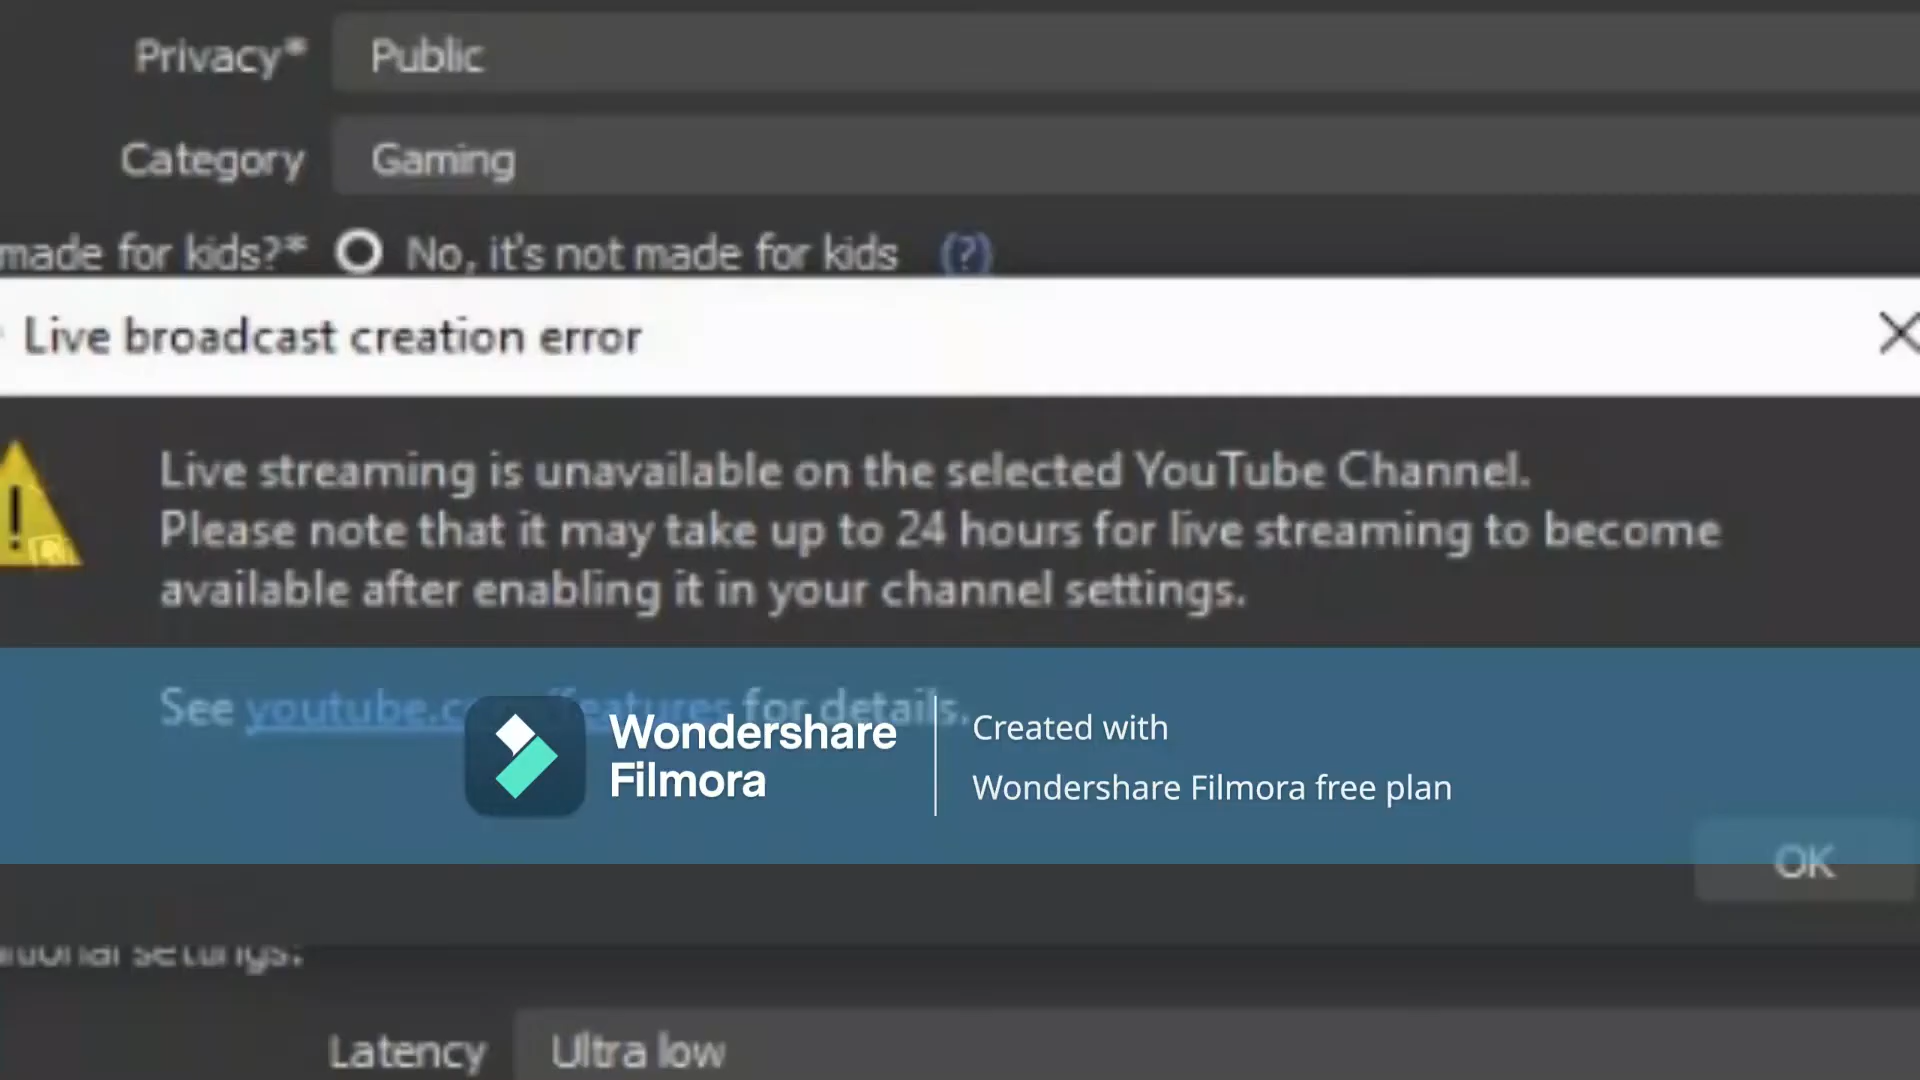 Privacy* Public
Category Gaming
made for kids?* No, it's not made for kids (?)
Live broadcast creation error
Live streaming is unavailable on the selected YouTube Channel.
Please note that it may take up to 24 hours for live streaming to become
available after enabling it in your channel settings.
See youtube.c /features for details.
Wondershare
Filmora
Created with
Wondershare Filmora free plan
OK
settings:
Latency Ultra low